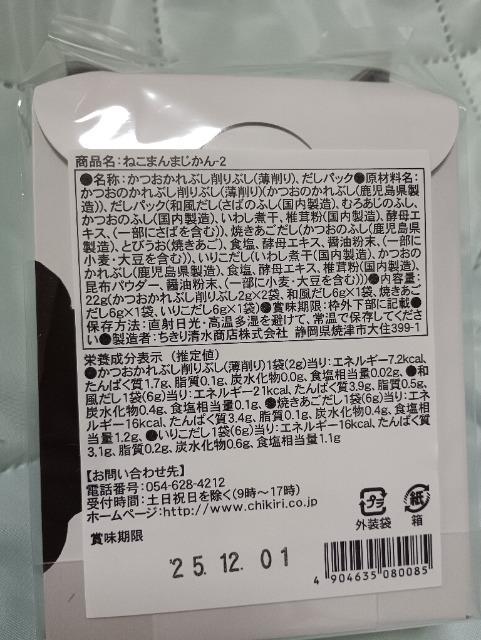 商品名：ねこまんまじかん-2
●名称：かつおかれぶし削りぶし(薄削り)、だしパック●原材料名：
かつおのかれぶし削りぶし(薄削り)(かつおのかれぶし(鹿児島県製
造))、だしパック(和風だし(さばのふし(国内製造)、むろあじのふし、
かつおのふし(国内製造)、いわし煮干、椎茸粉(国内製造)、酵母エ
キス、(一部にさばを含む))、焼きあごだし(かつおのふし(国内製
造)、とびうお(焼きあご)、食塩、酵母エキス、醤油粉末、(一部に
小麦・大豆を含む))、いりこだし(いわし煮干(国内製造)、かつお
のかれぶし(鹿児島県製造)、食塩、酵母エキス、椎茸粉(国内製造)、
昆布パウダー、醤油粉末、(一部に小麦・大豆を含む))●内容量：
22g(かつおかれぶし削りぶし2g×2袋、和風だし6g×1袋、焼きあご
だし6g×1袋、いりこだし6g×1袋)●賞味期限：枠外下部に記載●
保存方法：直射日光・高温多湿を避けて、常温で保存してください
●製造者：ちきり清水商店株式会社　静岡県焼津市大住399-1
栄養成分表示（推定値）
●かつおかれぶし削りぶし(薄削り)1袋(2g)当り：エネルギー7.2kcal、
たんぱく質1.7g、脂質0.1g、炭水化物0.0g、食塩相当量0.02g、●和
風だし1袋(6g)当り：エネルギー21kcal、たんぱく質3.9g、脂質0.5g、
炭水化物0.4g、食塩相当量0.1g、●焼きあごだし1袋(6g)当り：エネ
ルギー16kcal、たんぱく質3.4g、脂質0.1g、炭水化物0.4g、食塩相
当量1.2g、●いりこだし1袋(6g)当り：エネルギー16kcal、たんぱく質
3.1g、脂質0.2g、炭水化物0.6g、食塩相当量1.1g
【お問い合わせ先】
電話番号：054-628-4212
受付時間：土日祝日を除く(9時～17時)
ホームページ：http://www.chikiri.co.jp
賞味期限
'25.12.01
プラ
外装袋
紙
箱
4 904635 080085